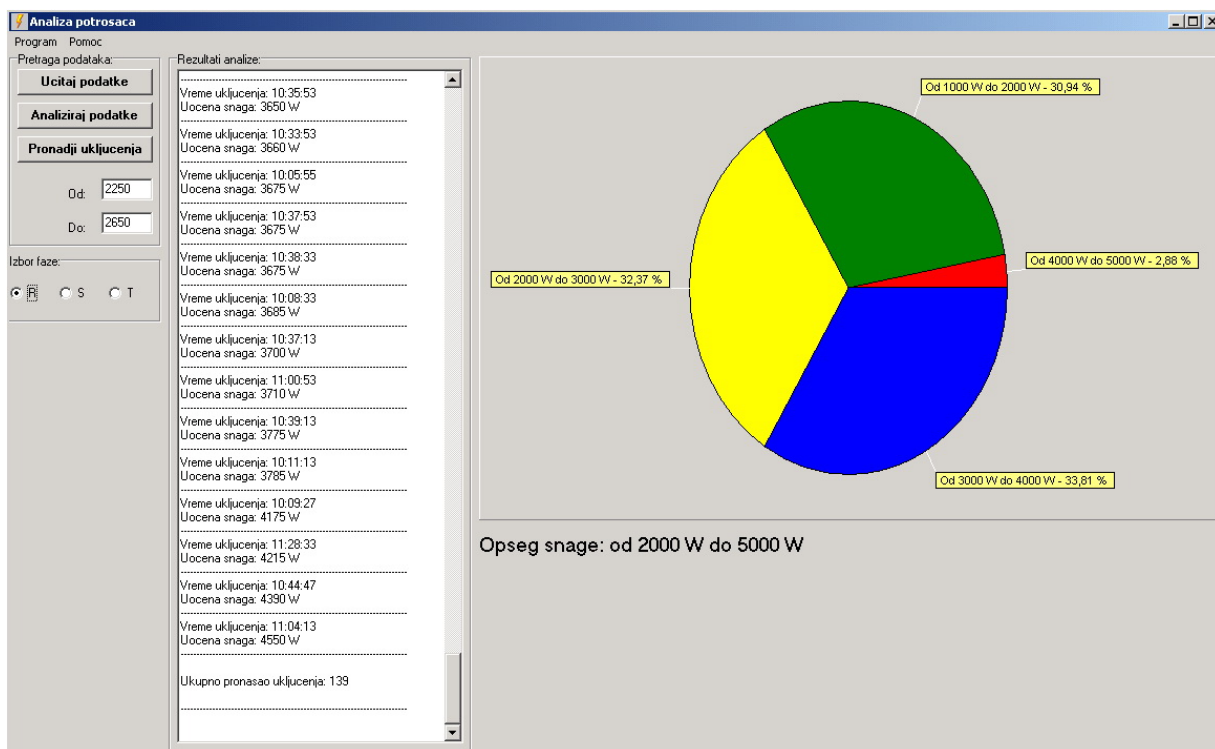 Analiza potrosaca
Program Pomoc
Pretraga podataka:
Ucitaj podatke
Analiziraj podatke
Pronadji ukljucenja
Od: 2250
Do: 2650
Izbor faze:
R S T
Rezultati analize:
Vreme ukljucenja: 10:35:53
Uocena snaga: 3650 W
Vreme ukljucenja: 10:33:53
Uocena snaga: 3660 W
Vreme ukljucenja: 10:05:55
Uocena snaga: 3675 W
Vreme ukljucenja: 10:37:53
Uocena snaga: 3675 W
Vreme ukljucenja: 10:38:33
Uocena snaga: 3675 W
Vreme ukljucenja: 10:08:33
Uocena snaga: 3685 W
Vreme ukljucenja: 10:37:13
Uocena snaga: 3700 W
Vreme ukljucenja: 11:00:53
Uocena snaga: 3710 W
Vreme ukljucenja: 10:39:13
Uocena snaga: 3775 W
Vreme ukljucenja: 10:11:13
Uocena snaga: 3785 W
Vreme ukljucenja: 10:09:27
Uocena snaga: 4175 W
Vreme ukljucenja: 11:28:33
Uocena snaga: 4215 W
Vreme ukljucenja: 10:44:47
Uocena snaga: 4390 W
Vreme ukljucenja: 11:04:13
Uocena snaga: 4550 W
Ukupno pronasao ukljucenja: 139
Od 1000 W do 2000 W - 30,94 %
Od 4000 W do 5000 W - 2,88 %
Od 2000 W do 3000 W - 32,37 %
Od 3000 W do 4000 W - 33,81 %
Opseg snage: od 2000 W do 5000 W